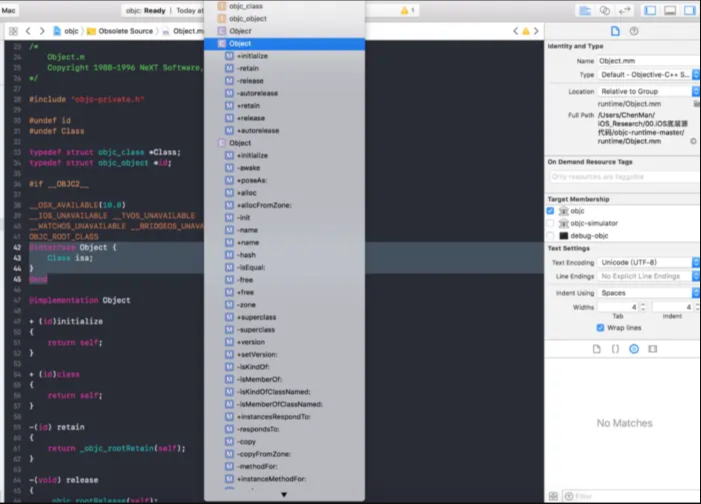 Mac
objc: Ready | Today at
1
objc
Obsolete Source
Object.m
23 /*
24 Object.m
25 Copyright 1988-1996 NeXT Software,
26 */
27
28 #include "objc-private.h"
29
30 #undef id
31 #undef Class
32
33 typedef struct objc_class *Class;
34 typedef struct objc_object *id;
35
36 #if __OBJC2__
37
38 __OSX_AVAILABLE(10.0)
39 __IOS_UNAVAILABLE __TVOS_UNAVAILABLE
40 __WATCHOS_UNAVAILABLE __BRIDGEOS_UNAVA
41 OBJC_ROOT_CLASS
42 @interface Object {
43 Class isa;
44 }
45 @end
46
47 @implementation Object
48
49 + (id)initialize
50 {
51 return self;
52 }
53
54 + (id)class
55 {
56 return self;
57 }
58
59 -(id) retain
60 {
61 return _objc_rootRetain(self);
62 }
63
64 -(void) release
65 {
66 _objc_rootRelease(self);
C objc_class
objc_object
C Object
C Object
M +initialize
M -retain
M -release
M -autorelease
M +retain
M +release
M +autorelease
Object
M +initialize
M -awake
M +poseAs:
M +alloc
M +allocFromZone:
M -init
M -name
M +name
M -hash
M -isEqual:
M -free
M +free
M -zone
M +superclass
M -superclass
M +version
M +setVersion:
M -isKindOf:
M -isMemberOf:
M -isKindOfClassNamed:
M -isMemberOfClassNamed:
M +instancesRespondTo:
M -respondsTo:
M -copy
M -copyFromZone:
M -methodFor:
M +instanceMethodFor:
Identity and Type
Name Object.mm
Type Default - Objective-C++ S...
Location Relative to Group
runtime/Object.mm
Full Path /Users/ChenMan/
iOS_Research/00.iOS底层源
代码/objc-runtime-master/
runtime/Object.mm
On Demand Resource Tags
Only resources are taggable
Target Membership
objc
objc-simulator
debug-objc
Text Settings
Text Encoding Unicode (UTF-8)
Line Endings No Explicit Line Endings
Indent Using Spaces
Widths 4 4
Tab Indent
Wrap lines
No Matches
Filter